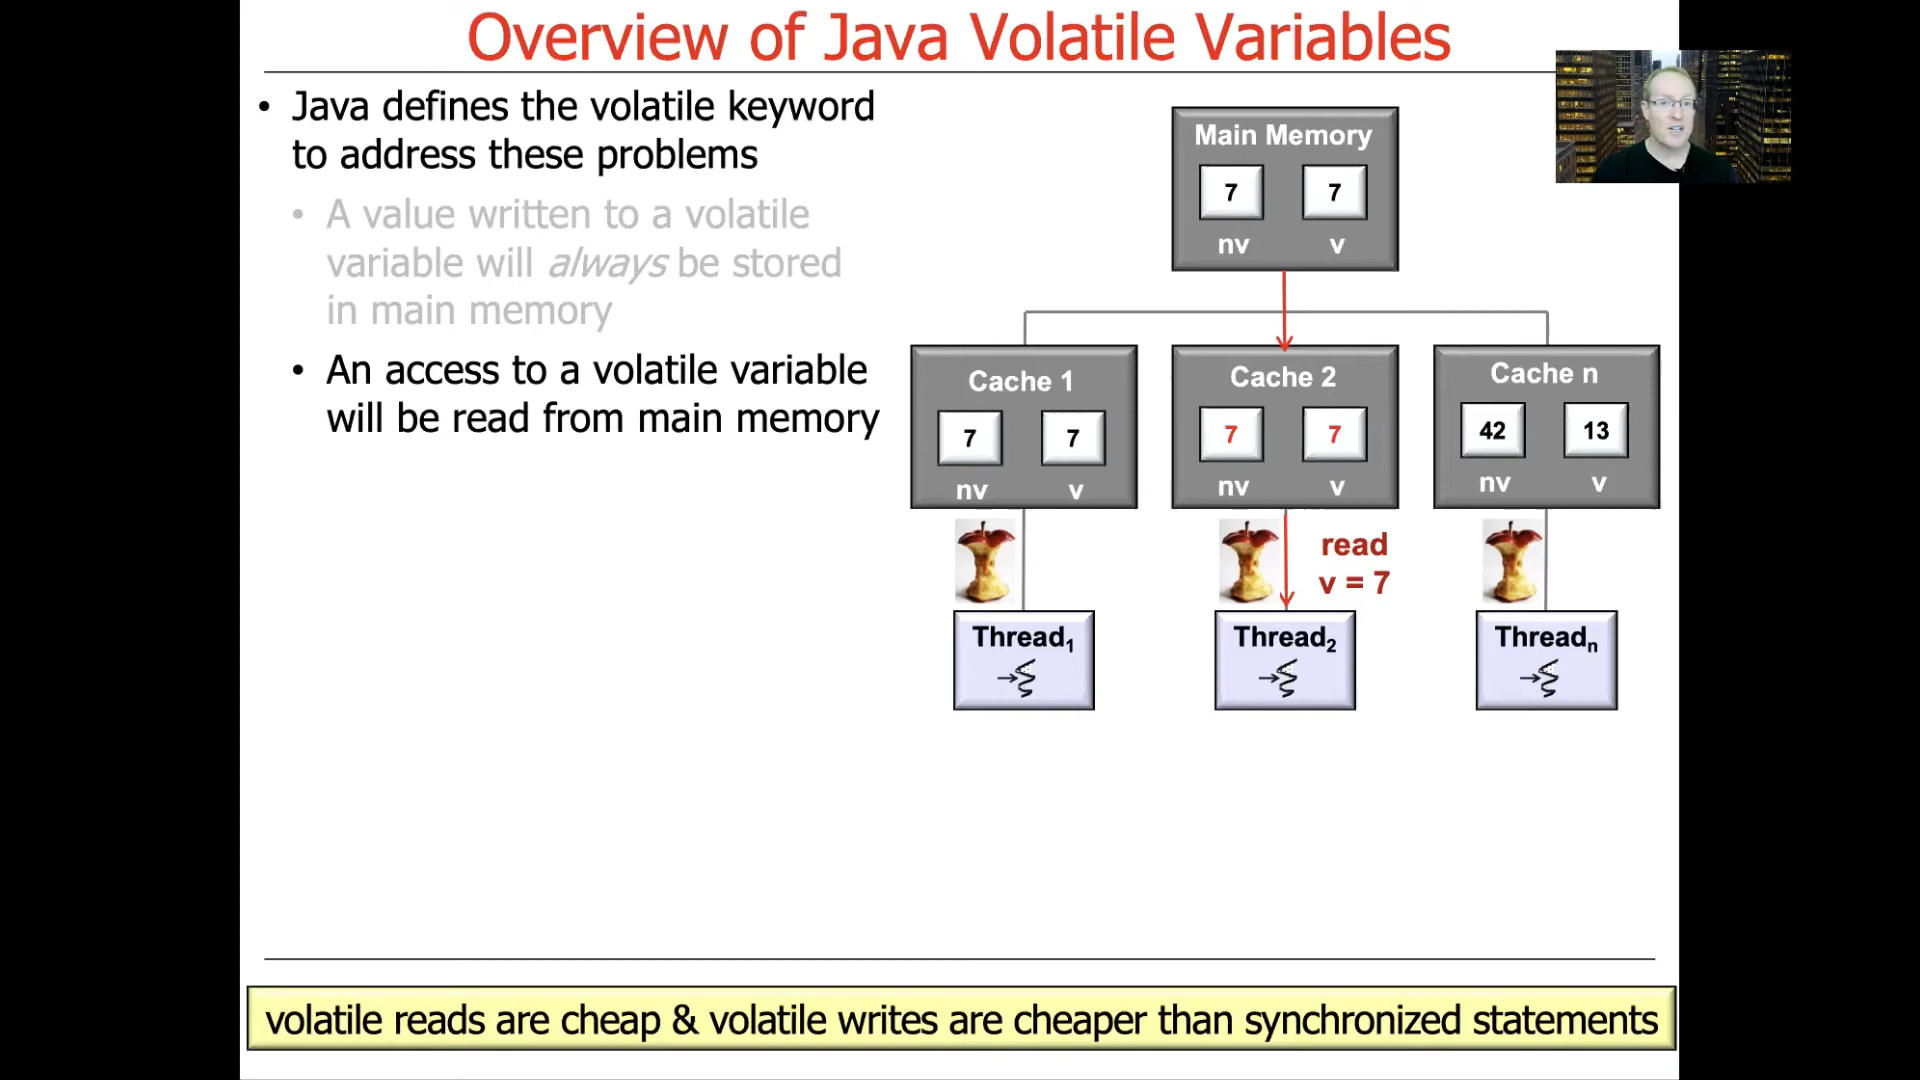 Overview of Java Volatile Variables
• Java defines the volatile keyword
to address these problems
• A value written to a volatile
variable will always be stored
in main memory
• An access to a volatile variable
will be read from main memory
Main Memory
7 7
nv v
Cache 1
7 7
nv v
Cache 2
7 7
nv v
Cache n
42 13
nv v
read
v = 7
Thread1
Thread2
Threadn
volatile reads are cheap & volatile writes are cheaper than synchronized statements